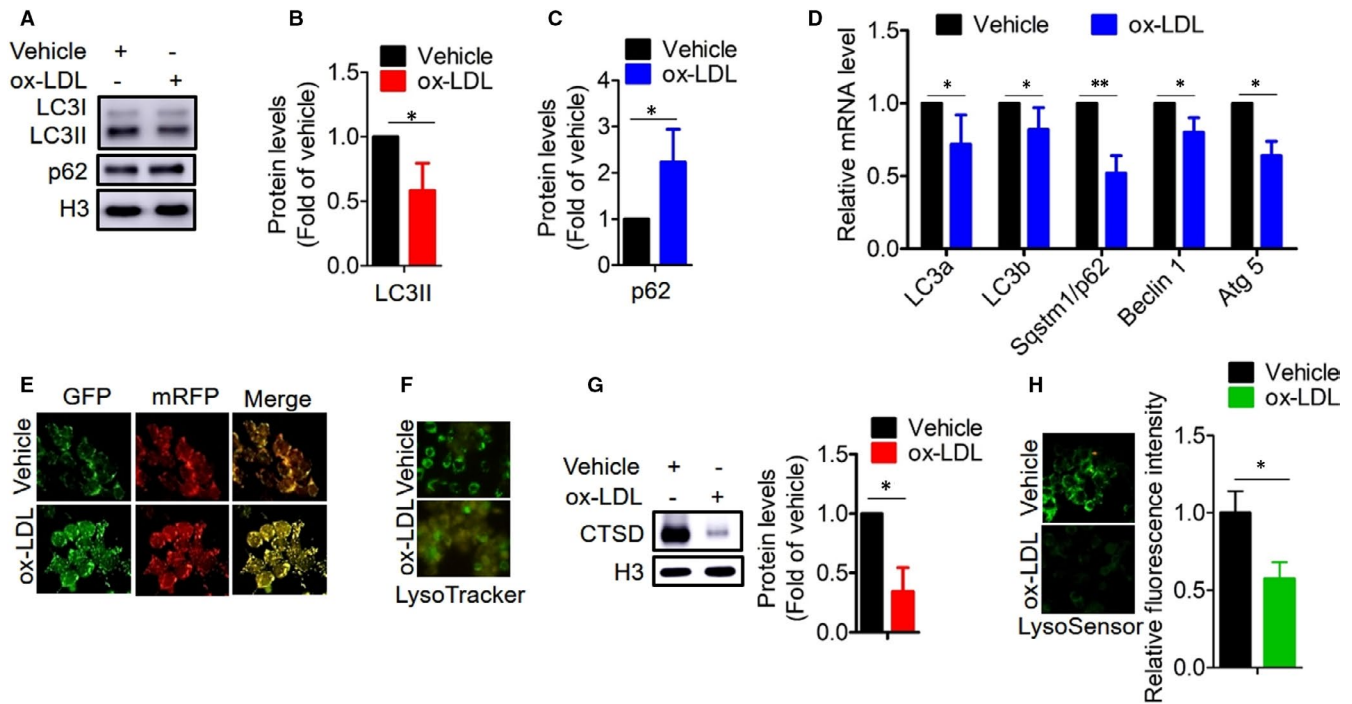 A
Vehicle + -
ox-LDL - +
LC3I
LC3II
p62
H3
B
Vehicle
ox-LDL
Protein levels
(Fold of vehicle)
1.5
1.0
0.5
0.0
*
LC3II
C
Vehicle
ox-LDL
Protein levels
(Fold of vehicle)
4
3
2
1
0
*
p62
D
Vehicle
ox-LDL
Relative mRNA level
1.5
1.0
0.5
0.0
* * ** * *
LC3a
LC3b
Sqstm1/p62
Beclin 1
Atg 5
E
GFP mRFP Merge
Vehicle
ox-LDL
F
Vehicle
ox-LDL
LysoTracker
G
Vehicle + -
ox-LDL - +
CTSD
H3
Vehicle
ox-LDL
Protein levels
(Fold of vehicle)
1.5
1.0
0.5
0.0
*
H
Vehicle
ox-LDL
LysoSensor
Vehicle
ox-LDL
Relative fluorescence intensity
1.5
1.0
0.5
0.0
*